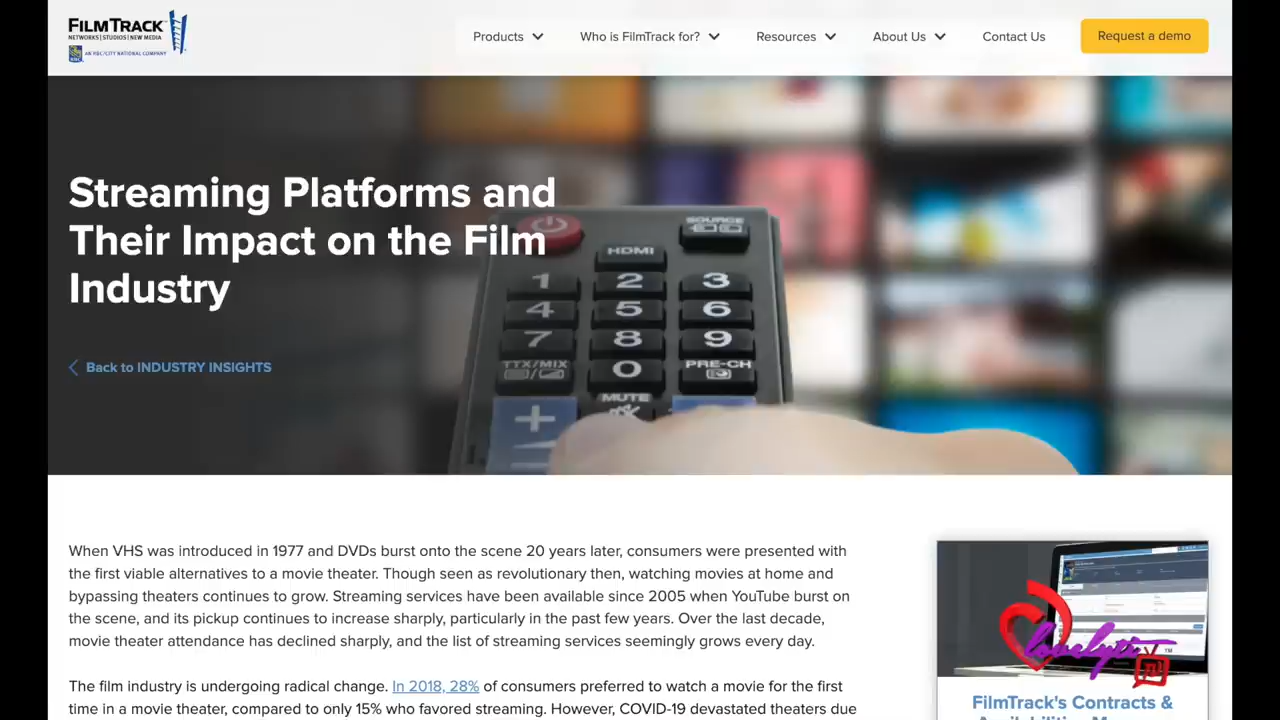 FILMTRACK
NETWORKS | STUDIOS | NEW MEDIA
AN RBC/CITY NATIONAL COMPANY
Products
Who is FilmTrack for?
Resources
About Us
Contact Us
Request a demo
Streaming Platforms and
Their Impact on the Film
Industry
Back to INDUSTRY INSIGHTS
SOURCE
HDMI
1 2 3
4 5 6
7 8 9
TTX/MIX 0 PRE-CH
MUTE
+
When VHS was introduced in 1977 and DVDs burst onto the scene 20 years later, consumers were presented with
the first viable alternatives to a movie theater. Though seen as revolutionary then, watching movies at home and
bypassing theaters continues to grow. Streaming services have been available since 2005 when YouTube burst on
the scene, and its pickup continues to increase sharply, particularly in the past few years. Over the last decade,
movie theater attendance has declined sharply, and the list of streaming services seemingly grows every day.
The film industry is undergoing radical change. In 2018, 28% of consumers preferred to watch a movie for the first
time in a movie theater, compared to only 15% who favored streaming. However, COVID-19 devastated theaters due
Lovelyti TM
FilmTrack's Contracts &